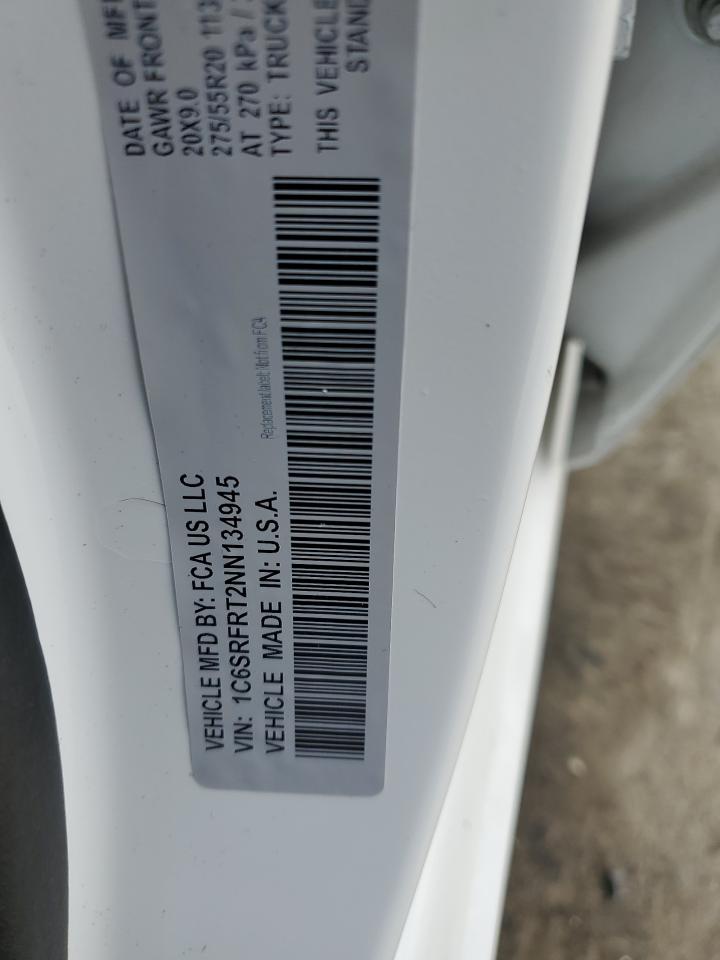 VEHICLE MFD BY: FCA US LLC
DATE OF MF
VIN: 1C6SRFRT2NN134945
GAWR FRONT
VEHICLE MADE IN: U.S.A.
20X9.0
275/55R20 113
AT 270 kPa /
TYPE: TRUCK
Replacement label: Not from FCA
THIS VEHICLE
STAND